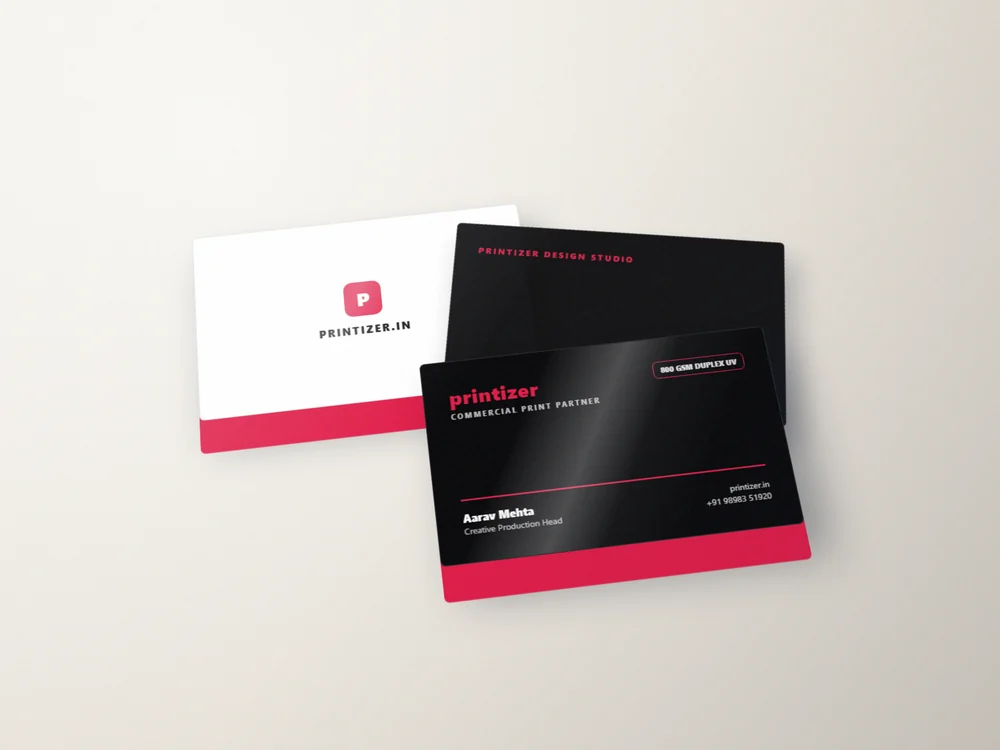 P
PRINTIZER.IN
PRINTIZER DESIGN STUDIO
printizer
COMMERCIAL PRINT PARTNER
800 GSM DUPLEX UV
Aarav Mehta
Creative Production Head
printizer.in
+91 98983 51920